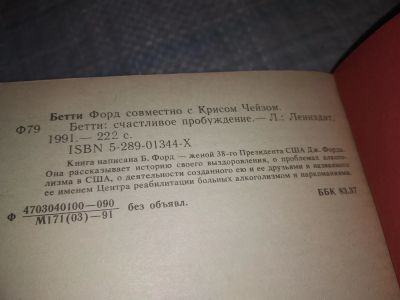 Бетти Форд совместно с Крисом Чейзом.
Ф79
Бетти: счастливое пробуждение.— Л.: Лениздат,
1991.— 222 с.
ISBN 5-289-01344-X
Книга написана Б. Форд — женой 38-го Президента США Дж. Форда.
Она рассказывает историю своего выздоровления, о проблемах алкого-
лизма в США, о деятельности созданного ею и ее друзьями и названного
ее именем Центра реабилитации больных алкоголизмом и наркоманиями.
Ф 4703040100—090 без объявл.
М171(03)—91
ББК 83.37